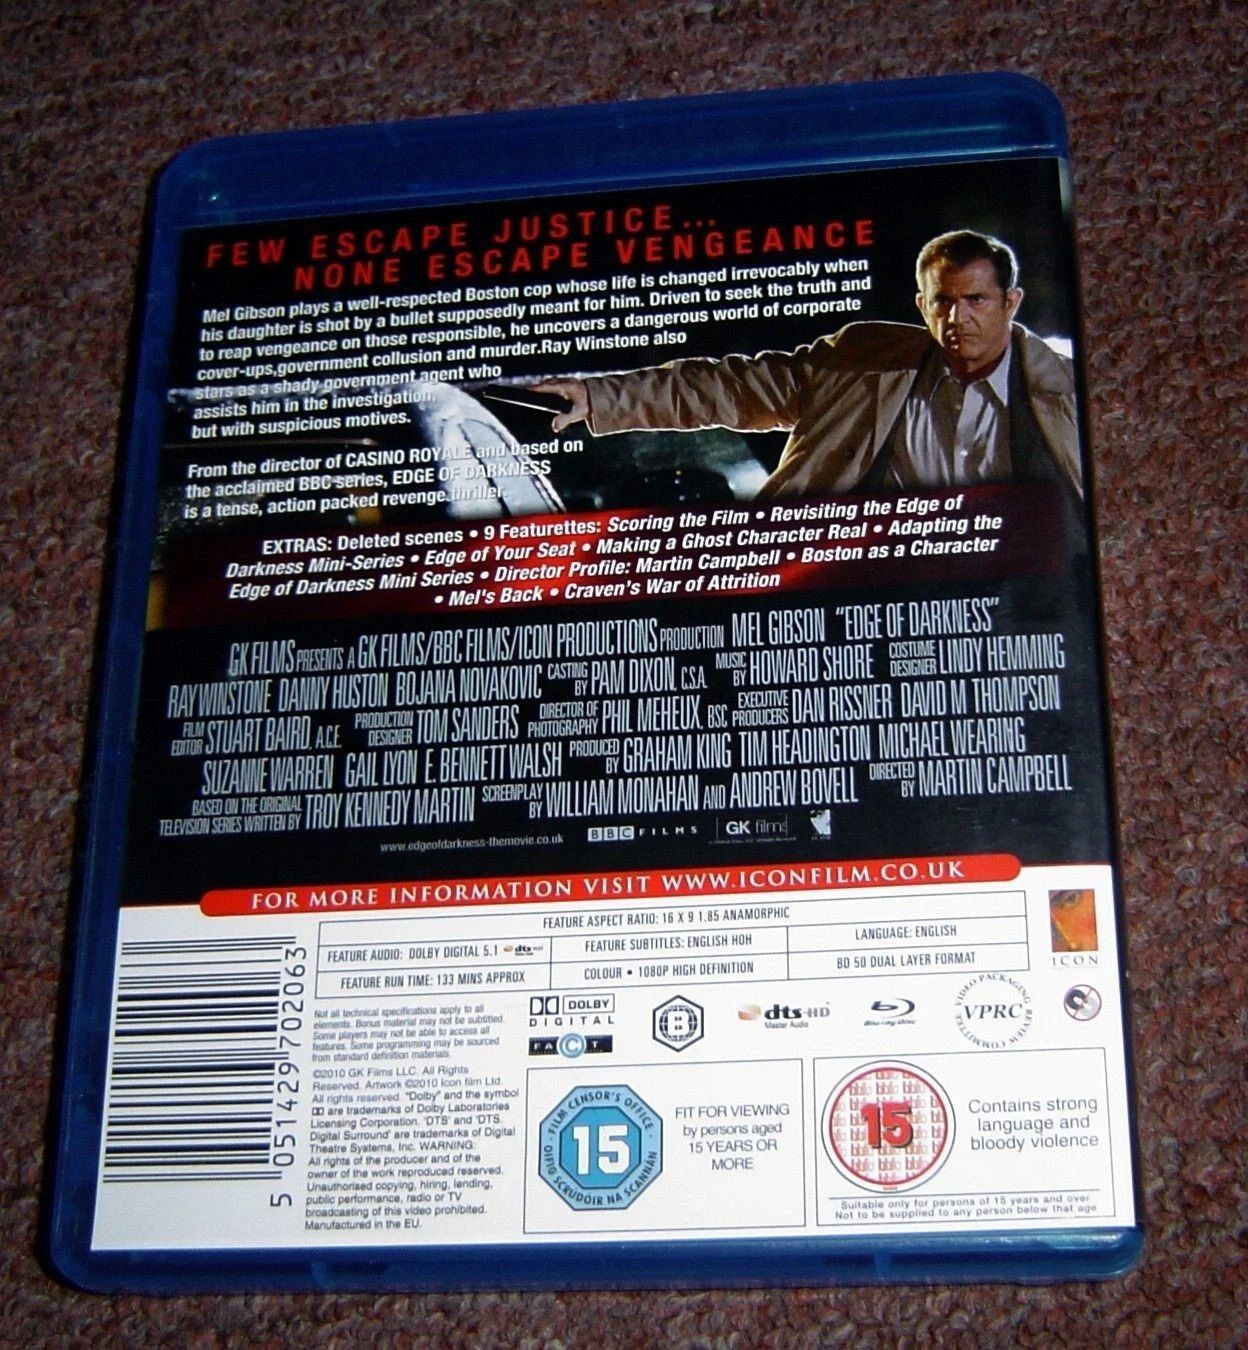 FEW ESCAPE JUSTICE...
NONE ESCAPE VENGEANCE
Mel Gibson plays a well-respected Boston cop whose life is changed irrevocably when
his daughter is shot by a bullet supposedly meant for him. Driven to seek the truth and
to reap vengeance on those responsible, he uncovers a dangerous world of corporate
cover-ups,government collusion and murder.Ray Winstone also
stars as a shady government agent who
assists him in the investigation,
but with suspicious motives.
From the director of CASINO ROYALE and based on
the acclaimed BBC series, EDGE OF DARKNESS
is a tense, action packed revenge thriller.
EXTRAS: Deleted scenes • 9 Featurettes: Scoring the Film • Revisiting the Edge of
Darkness Mini-Series • Edge of Your Seat • Making a Ghost Character Real • Adapting the
Edge of Darkness Mini Series • Director Profile: Martin Campbell • Boston as a Character
• Mel's Back • Craven's War of Attrition
GK FILMS PRESENTS A GK FILMS/BBC FILMS/ICON PRODUCTIONS PRODUCTION MEL GIBSON "EDGE OF DARKNESS"
RAY WINSTONE DANNY HUSTON BOJANA NOVAKOVIC CASTING BY PAM DIXON, C.S.A. MUSIC BY HOWARD SHORE COSTUME DESIGNER LINDY HEMMING
FILM EDITOR STUART BAIRD, A.C.E. PRODUCTION DESIGNER TOM SANDERS DIRECTOR OF PHOTOGRAPHY PHIL MEHEUX, BSC EXECUTIVE PRODUCERS DAN RISSNER DAVID M THOMPSON
SUZANNE WARREN GAIL LYON E. BENNETT WALSH PRODUCED BY GRAHAM KING TIM HEADINGTON MICHAEL WEARING
BASED ON THE ORIGINAL TELEVISION SERIES WRITTEN BY TROY KENNEDY MARTIN SCREENPLAY BY WILLIAM MONAHAN AND ANDREW BOVELL DIRECTED BY MARTIN CAMPBELL
www.edgeofdarkness-themovie.co.uk BBC FILMS GK films
FOR MORE INFORMATION VISIT WWW.ICONFILM.CO.UK
FEATURE ASPECT RATIO: 16 X 9 1.85 ANAMORPHIC
FEATURE AUDIO: DOLBY DIGITAL 5.1 dts
FEATURE SUBTITLES: ENGLISH HOH
LANGUAGE: ENGLISH
FEATURE RUN TIME: 133 MINS APPROX
COLOUR • 1080P HIGH DEFINITION
BD 50 DUAL LAYER FORMAT
ICON
5 051429 702063
Not all technical specifications apply to all
elements. Bonus material may not be subtitled.
Some players may not be able to access all
features. Some programming may be sourced
from standard definition materials.
©2010 GK Films LLC. All Rights
Reserved. Artwork ©2010 Icon film Ltd.
All rights reserved. "Dolby" and the symbol
are trademarks of Dolby Laboratories
Licensing Corporation. 'DTS' and 'DTS
Digital Surround' are trademarks of Digital
Theatre Systems, Inc. WARNING:
All rights of the producer and of the
owner of the work reproduced reserved.
Unauthorised copying, hiring, lending,
public performance, radio or TV
broadcasting of this video prohibited.
Manufactured in the EU.
DOLBY
DIGITAL
FACT
B
dts-HD
Master Audio
Blu-ray Disc
VIDEO PACKAGING REVIEW COMMITTEE
VPRC
FILM CENSOR'S OFFICE
15
OIFIG SCRUDOIR NA SCANNÁN
FIT FOR VIEWING
by persons aged
15 YEARS OR
MORE
bbfc
15
Contains strong
language and
bloody violence
Suitable only for persons of 15 years and over
Not to be supplied to any person below that age